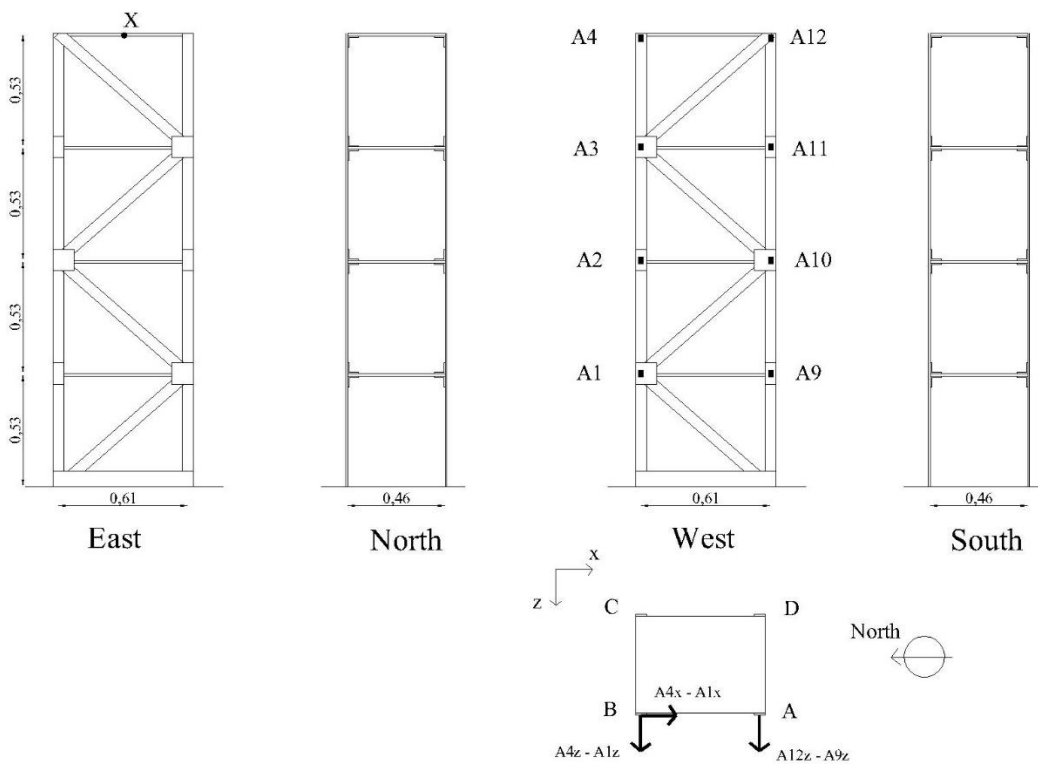 X
A4
A12
0,53
A3
A11
0,53
A2
A10
0,53
A1
A9
0,53
0,61
0,46
0,61
0,46
East
North
West
South
x
z
C
D
North
A4x - A1x
B
A
A4z - A1z
A12z - A9z